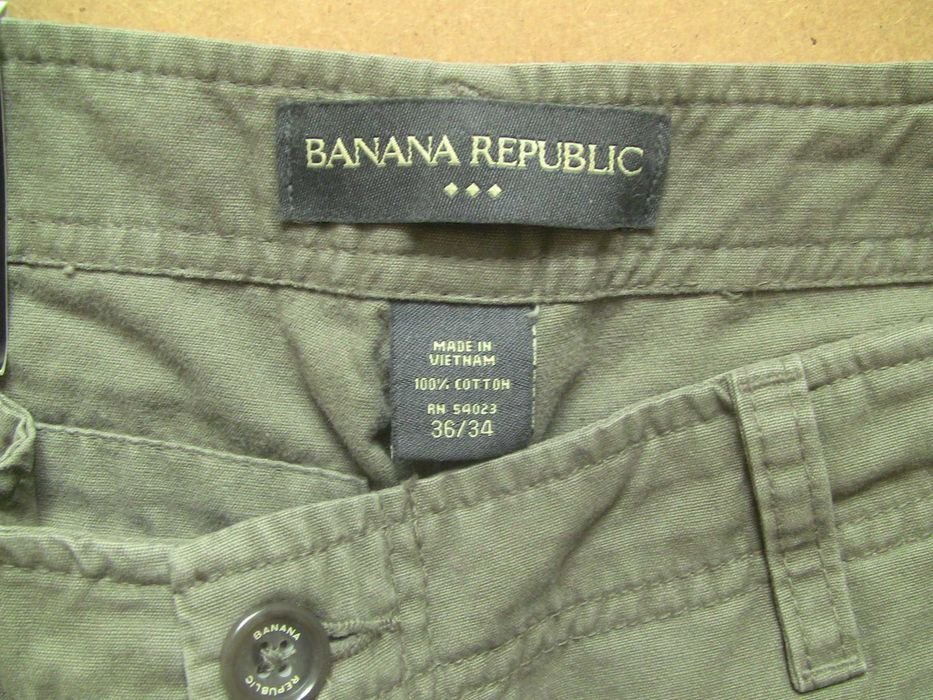 BANANA REPUBLIC
MADE IN
VIETNAM
100% COTTON
RN 54023
36/34
BANANA
REPUBLIC